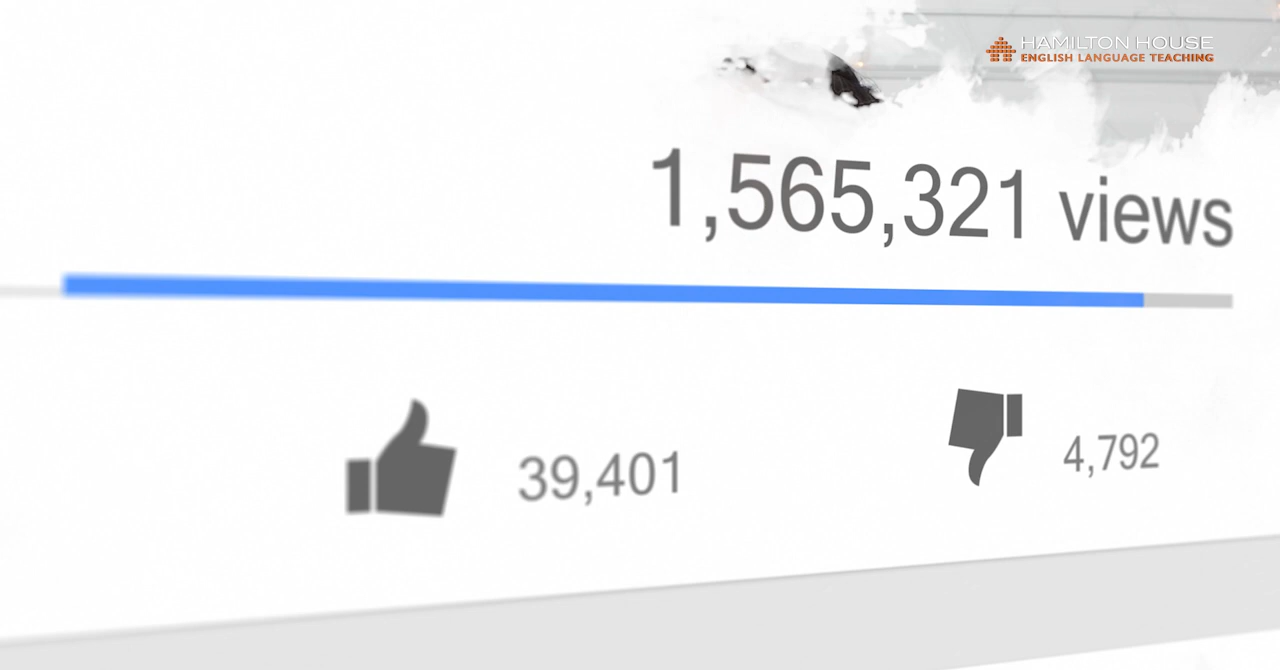 HAMILTON HOUSE
ENGLISH LANGUAGE TEACHING
1,565,321 views
39,401
4,792